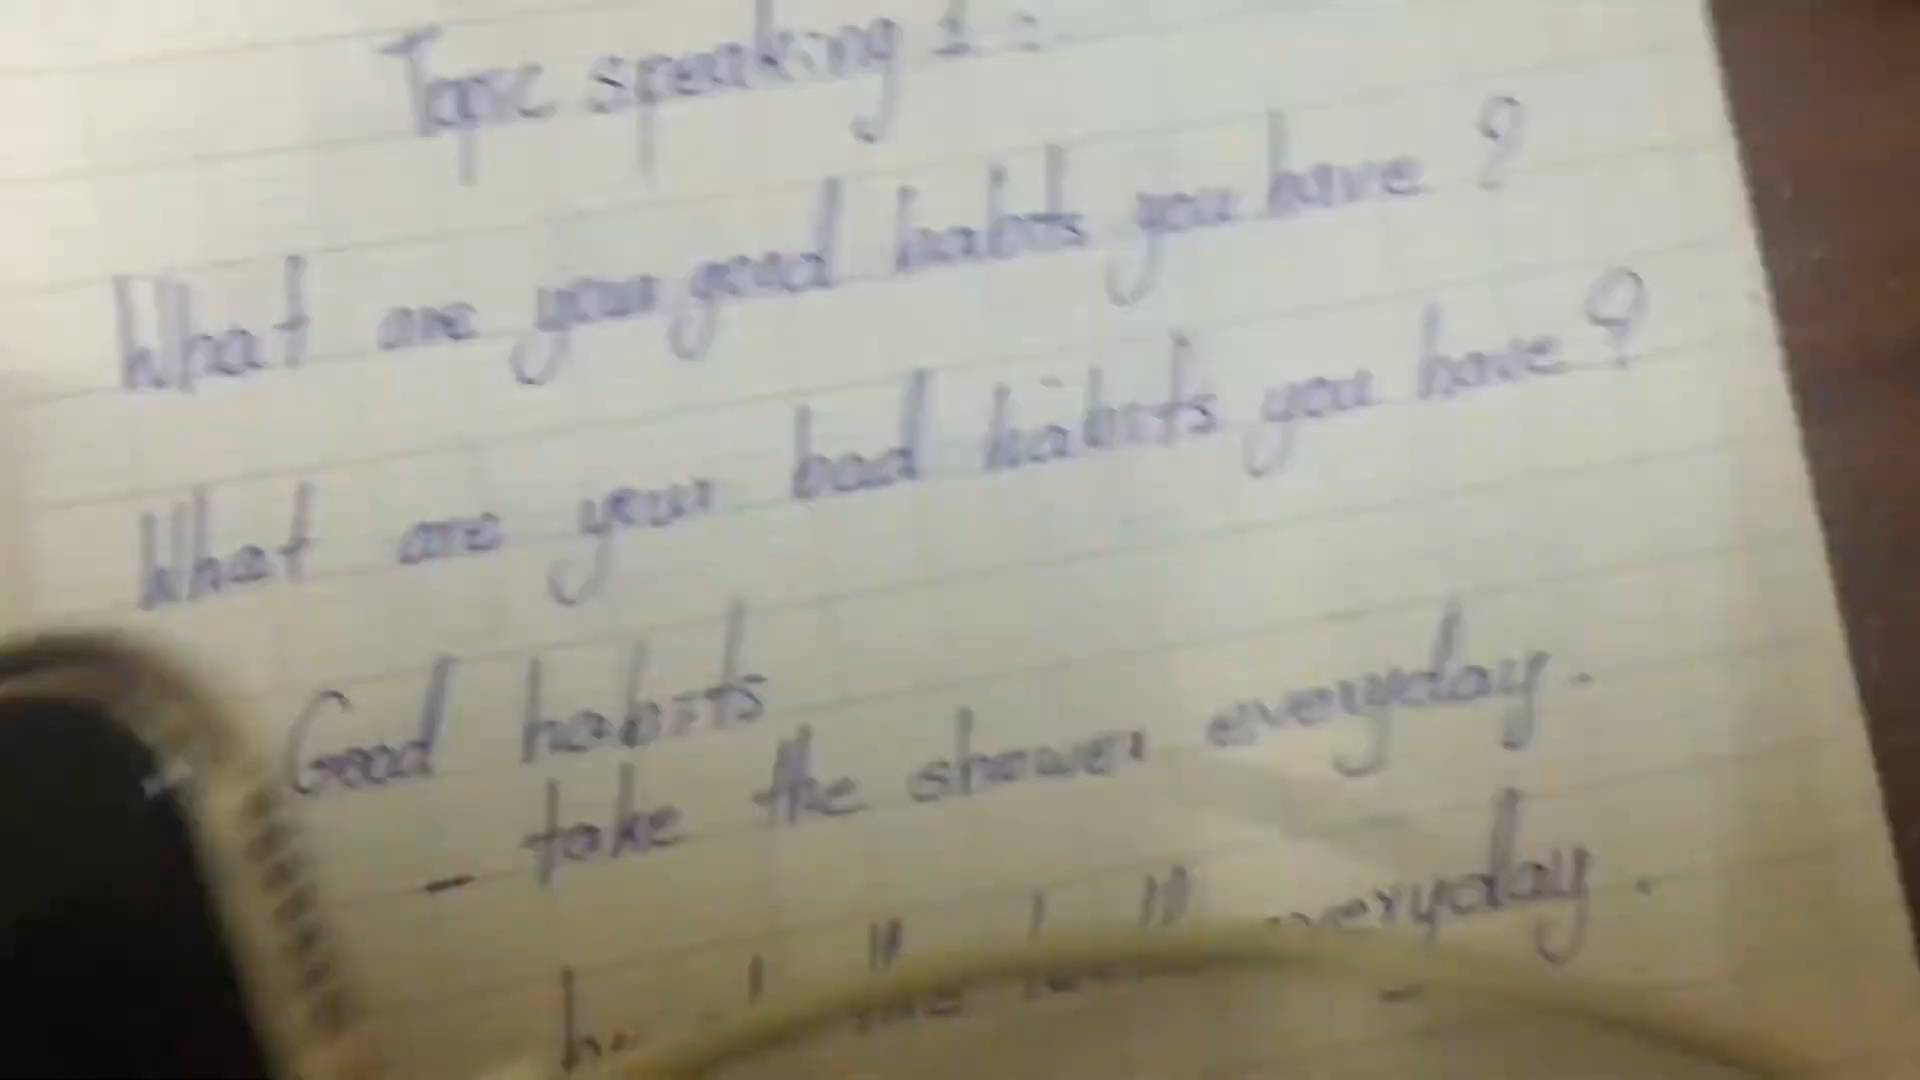 Topic speaking 1 :
What are your good habits you have ?
What are your bad habits you have ?
Good habits
- take the shower everyday .
the everyday .